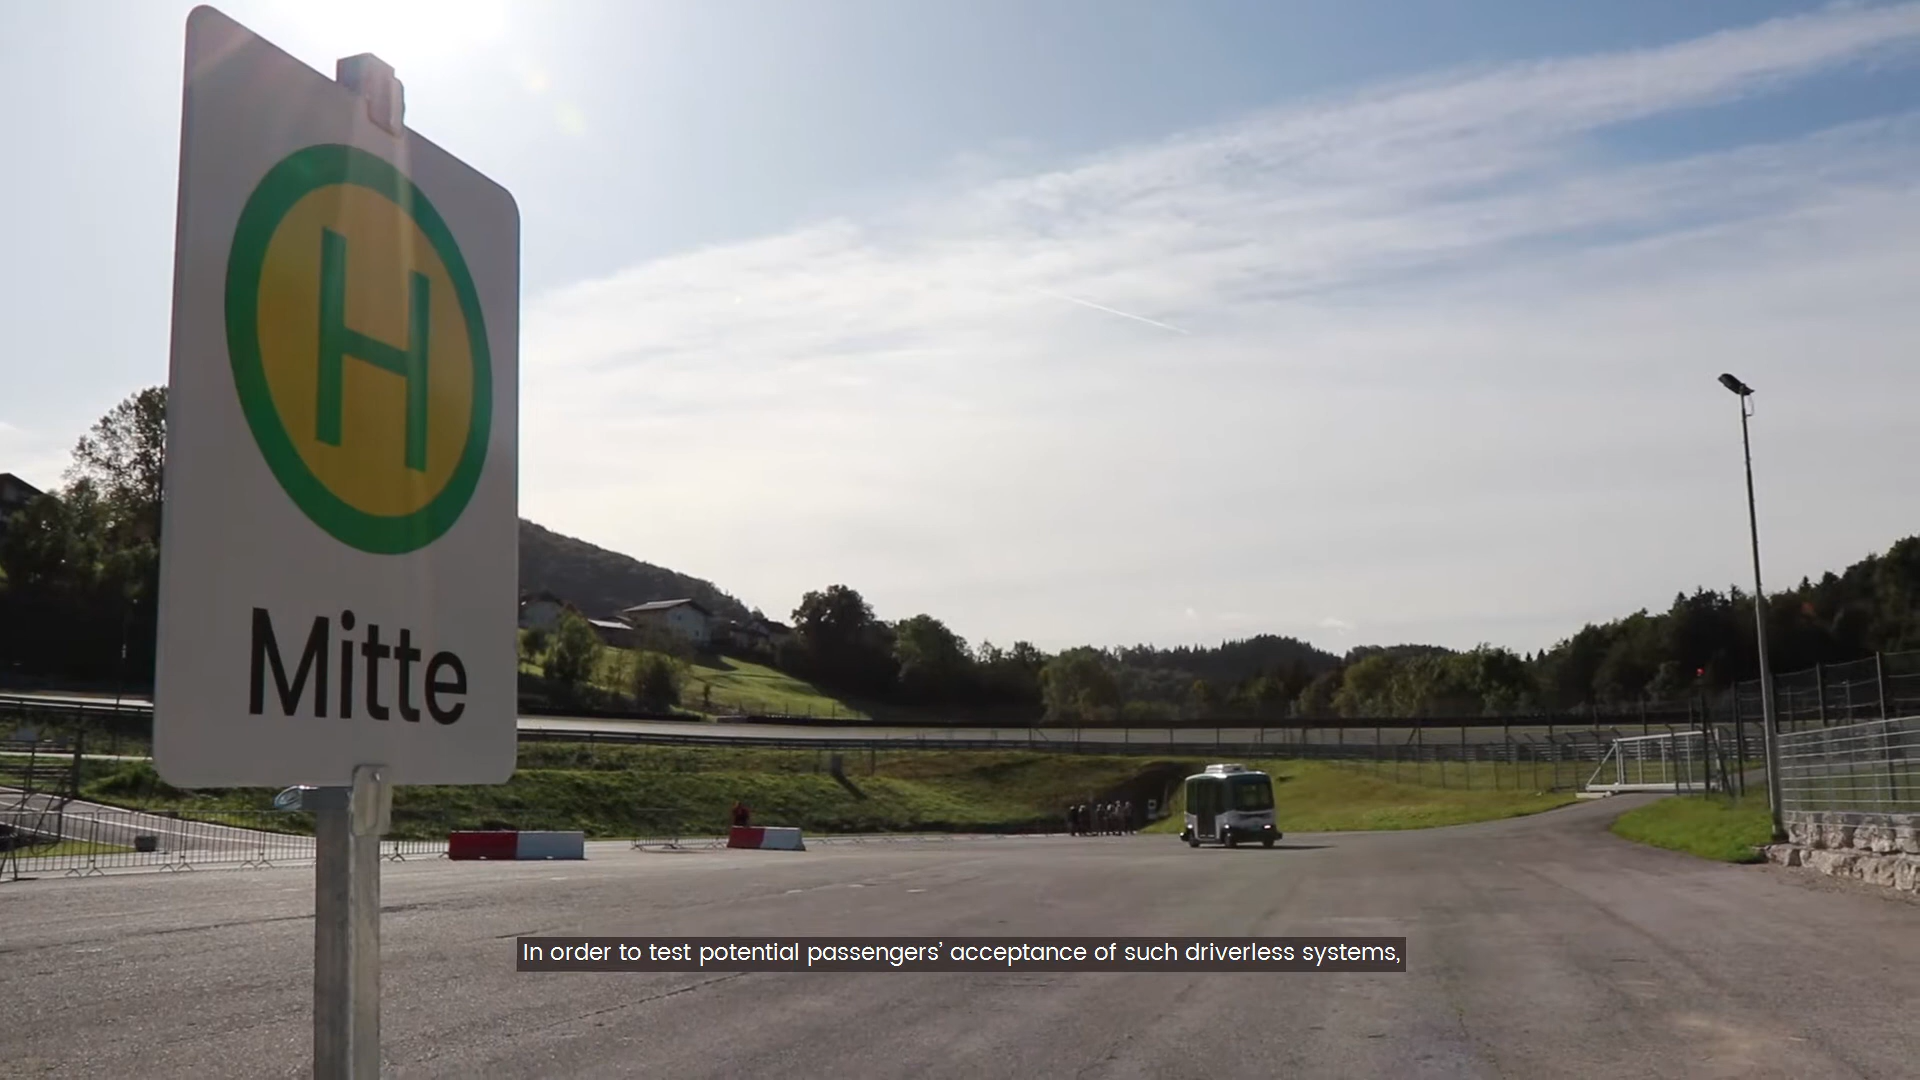 H
Mitte
In order to test potential passengers’ acceptance of such driverless systems,